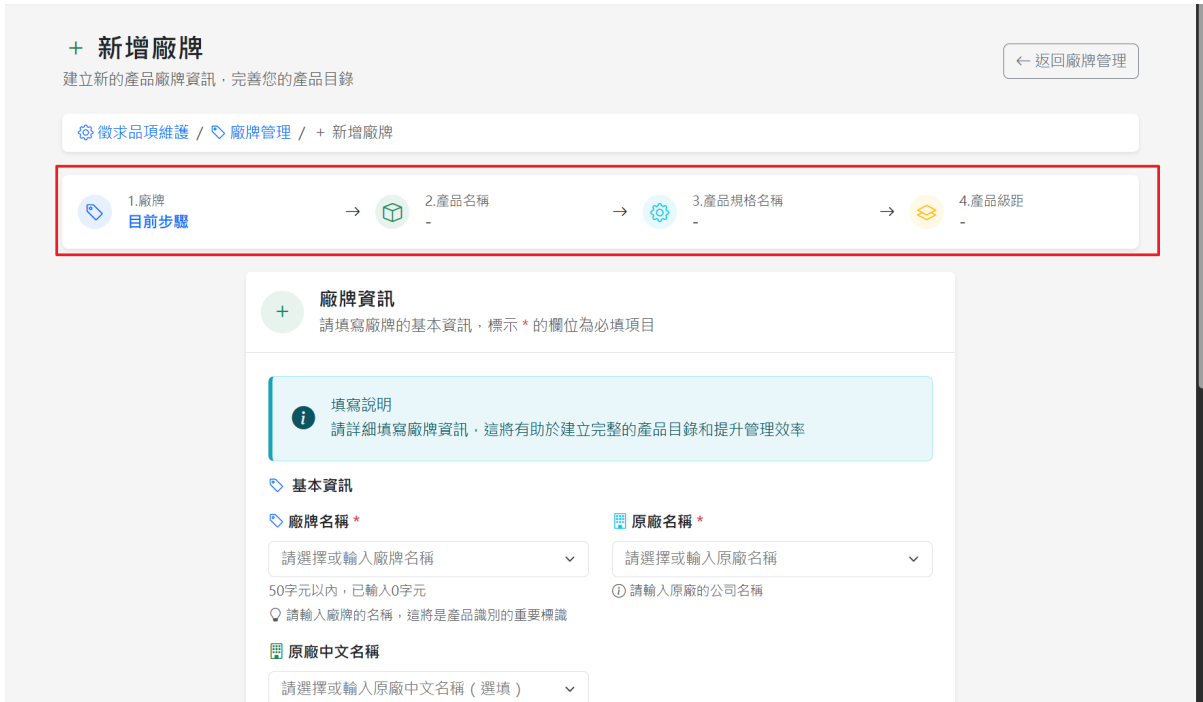 + 新增廠牌
建立新的產品廠牌資訊，完善您的產品目錄
← 返回廠牌管理
徵求品項維護 / 廠牌管理 / + 新增廠牌
1.廠牌
目前步驟
→
2.產品名稱
-
→
3.產品規格名稱
-
→
4.產品級距
-
+
廠牌資訊
請填寫廠牌的基本資訊，標示 * 的欄位為必填項目
填寫說明
請詳細填寫廠牌資訊，這將有助於建立完整的產品目錄和提升管理效率
基本資訊
廠牌名稱 *
請選擇或輸入廠牌名稱
50字元以內，已輸入0字元
請輸入廠牌的名稱，這將是產品識別的重要標識
原廠名稱 *
請選擇或輸入原廠名稱
請輸入原廠的公司名稱
原廠中文名稱
請選擇或輸入原廠中文名稱（選填）